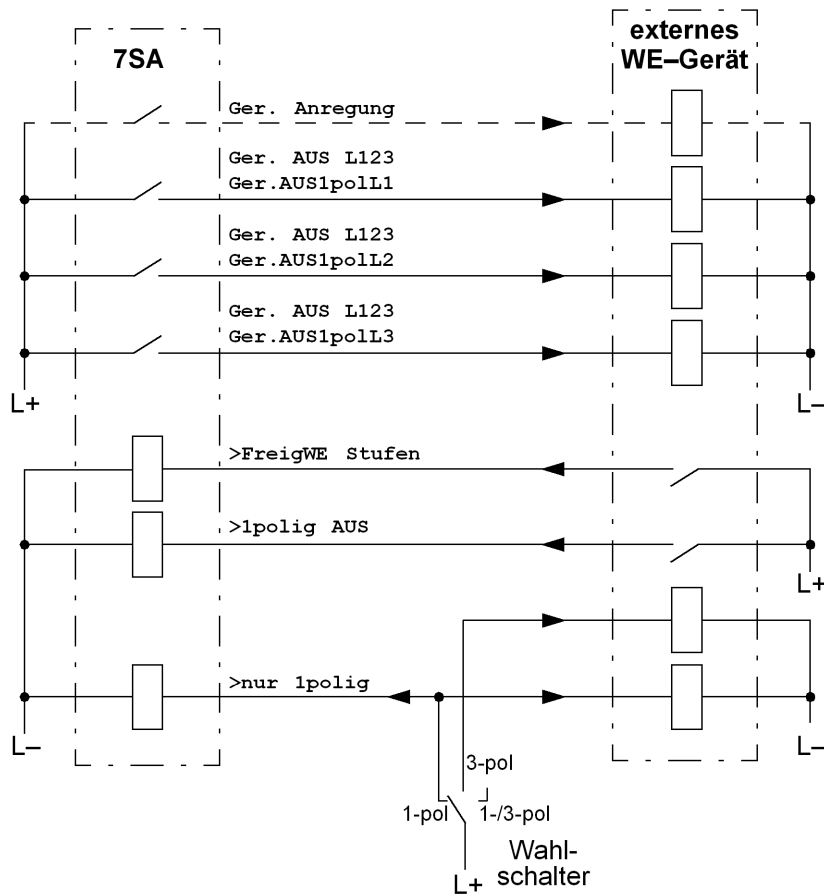 7SA
externes
WE–Gerät
Ger. Anregung
Ger. AUS L123
Ger.AUS1polL1
Ger. AUS L123
Ger.AUS1polL2
Ger. AUS L123
Ger.AUS1polL3
L+
L–
>FreigWE Stufen
>1polig AUS
L+
>nur 1polig
L–
L–
3-pol
1-pol
1-/3-pol
Wahl-
schalter
L+